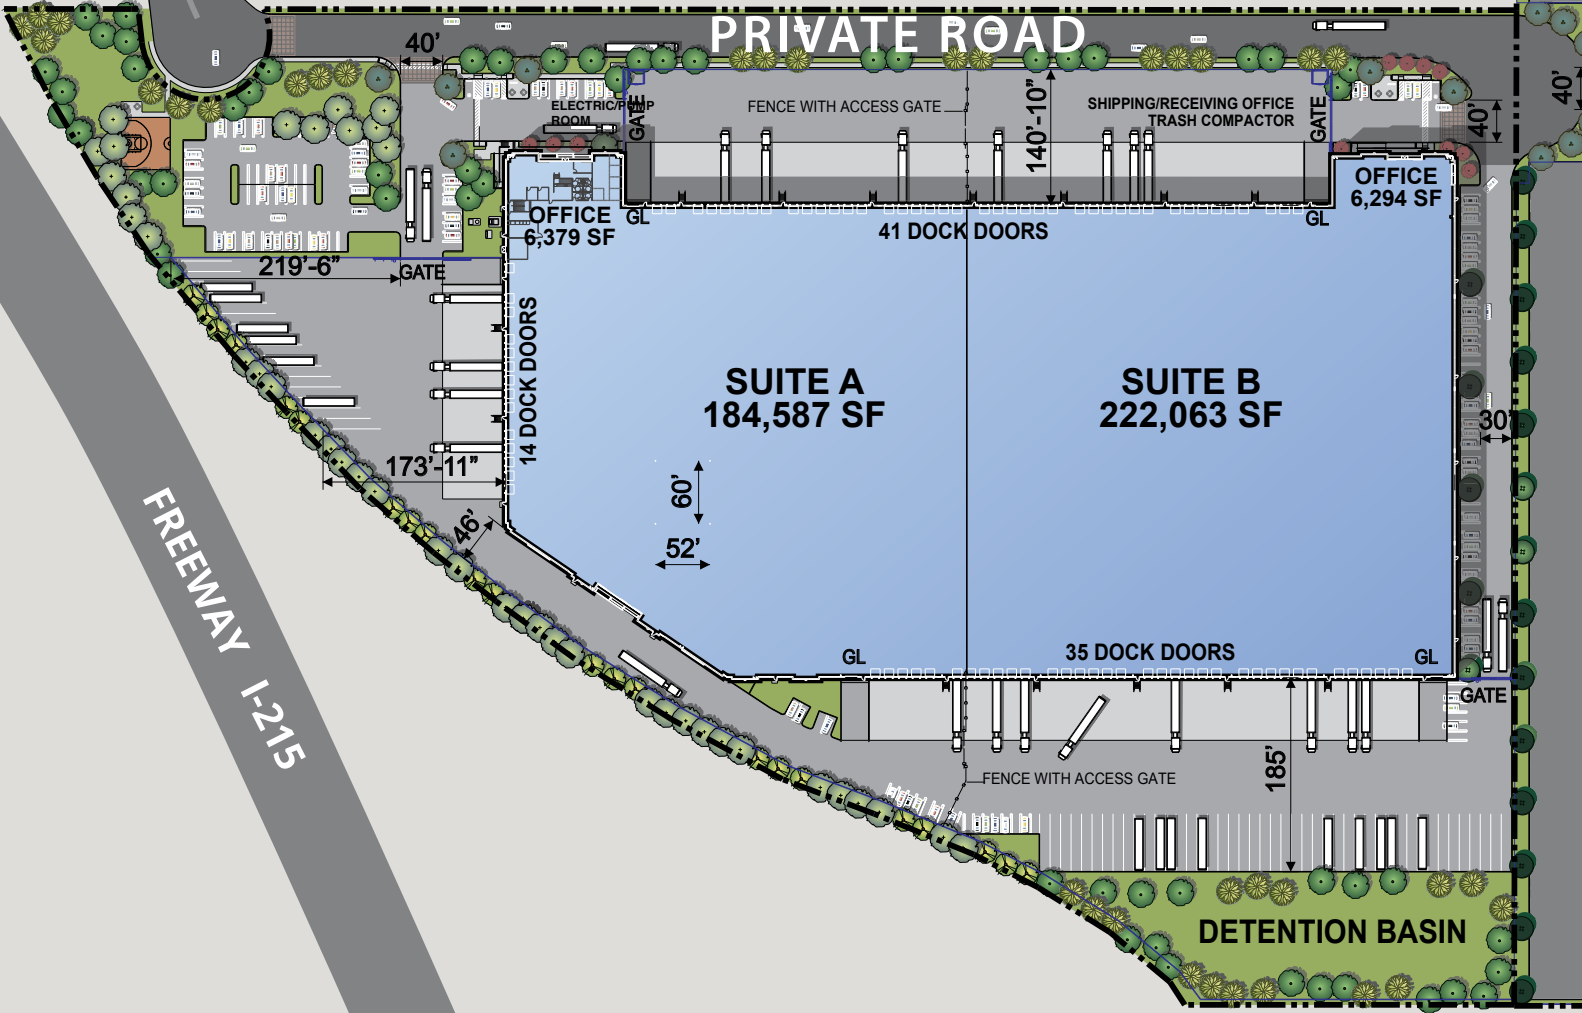 PRIVATE ROAD
40'
40'
ELECTRIC/PUMP
ROOM
GATE
FENCE WITH ACCESS GATE
140'-10"
SHIPPING/RECEIVING OFFICE
TRASH COMPACTOR
GATE
40'
OFFICE
6,379 SF
GL
41 DOCK DOORS
GL
OFFICE
6,294 SF
219'-6"
GATE
14 DOCK DOORS
SUITE A
184,587 SF
SUITE B
222,063 SF
30'
173'-11"
60'
52'
46'
FREEWAY I-215
GL
35 DOCK DOORS
GL
GATE
FENCE WITH ACCESS GATE
185'
DETENTION BASIN